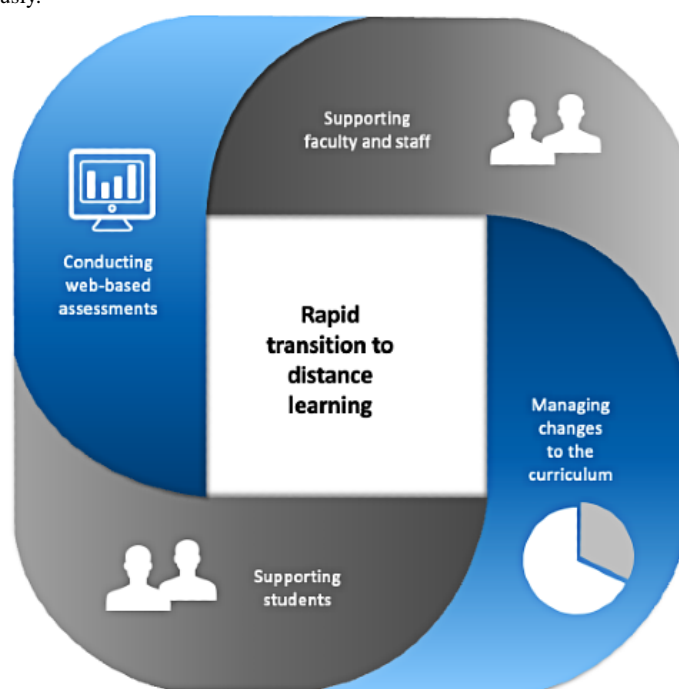 ously.
Supporting
faculty and staff
Conducting
web-based
assessments
Rapid
transition to
distance
learning
Managing
changes
to the
curriculum
Supporting
students